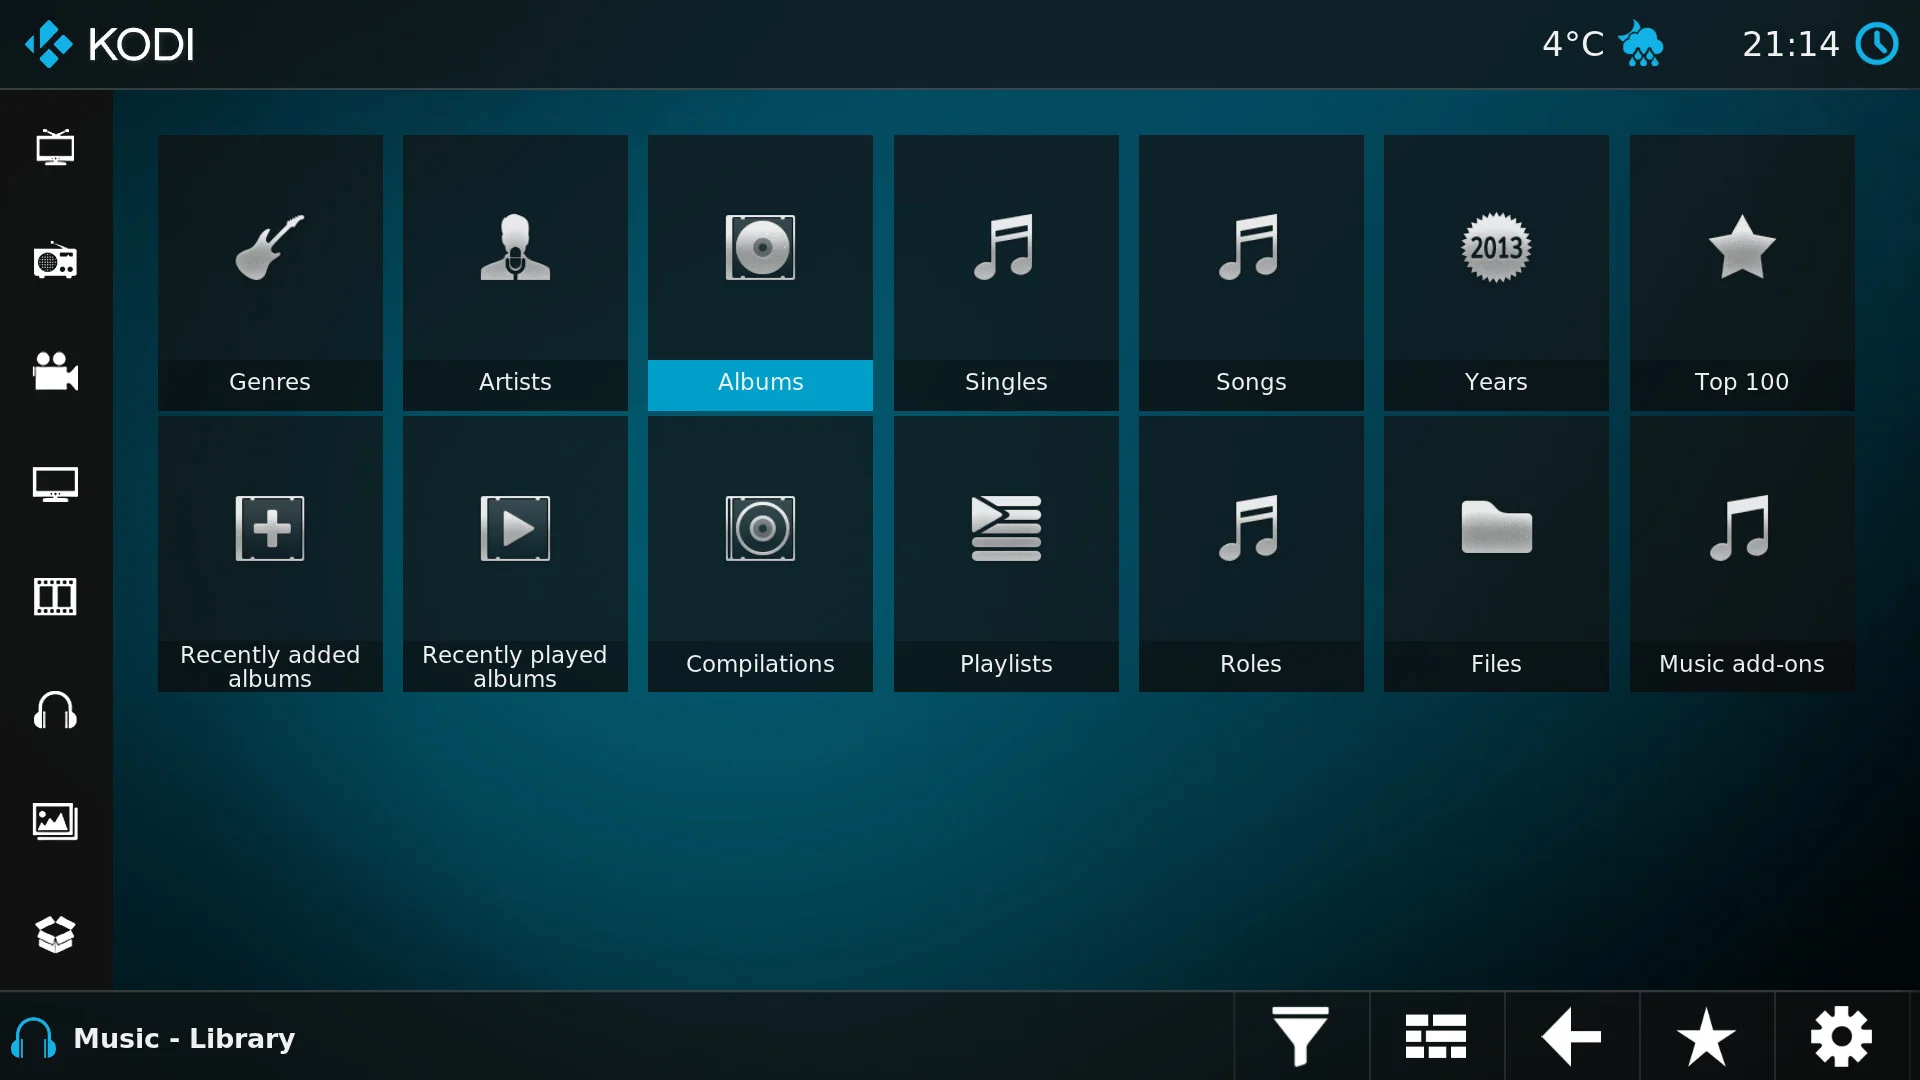 KODI
4°C
21:14
Genres
Artists
Albums
Singles
Songs
2013
Years
Top 100
Recently added
albums
Recently played
albums
Compilations
Playlists
Roles
Files
Music add-ons
Music - Library